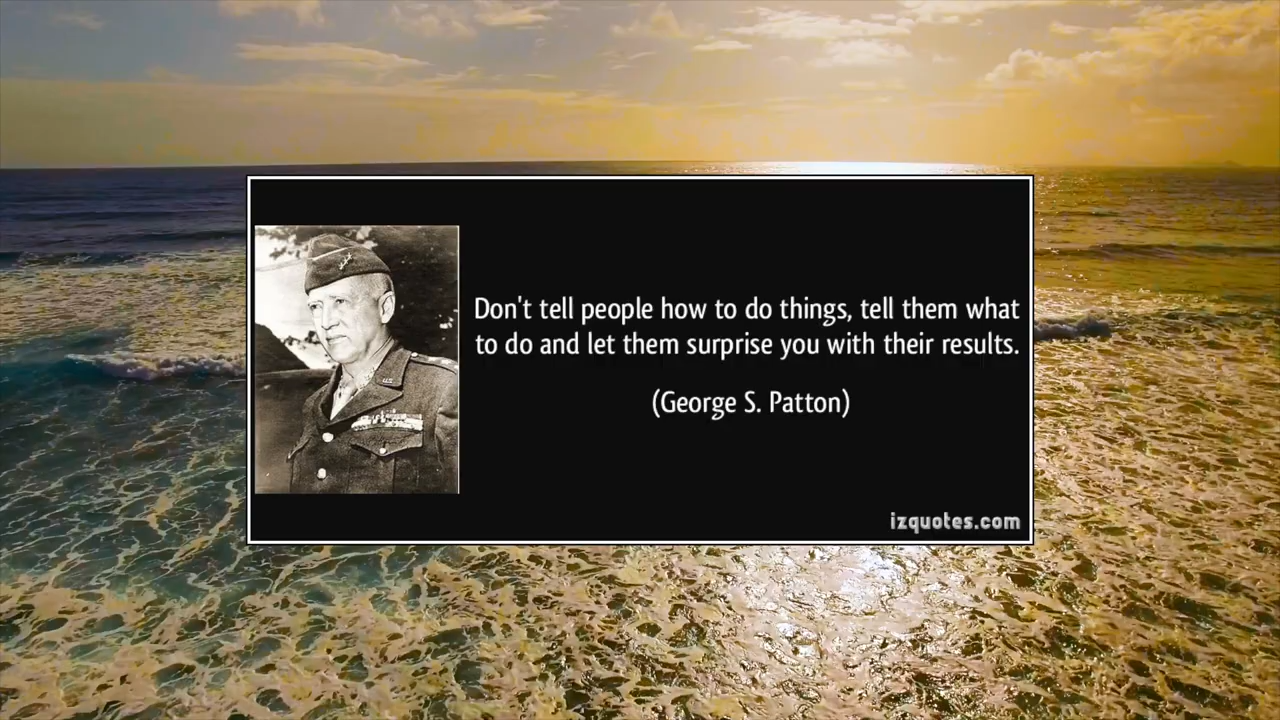 Don't tell people how to do things, tell them what
to do and let them surprise you with their results.
(George S. Patton)
izquotes.com